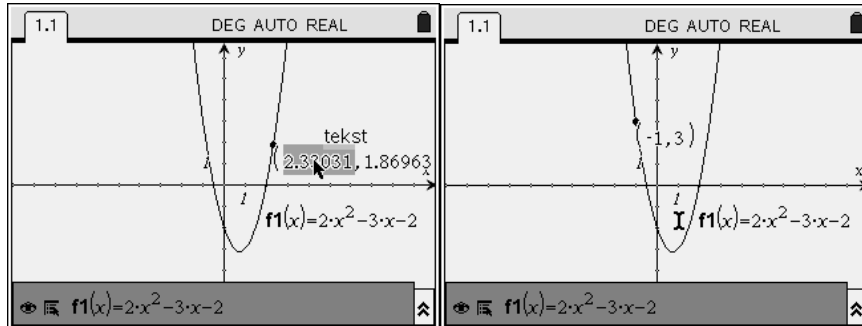 1.1 DEG AUTO REAL
y
tekst
(2.33031,1.86963
1
x
1
f1(x)=2·x²−3·x−2
f1(x)=2·x²−3·x−2
1.1 DEG AUTO REAL
y
(-1,3)
1
x
1
f1(x)=2·x²−3·x−2
f1(x)=2·x²−3·x−2